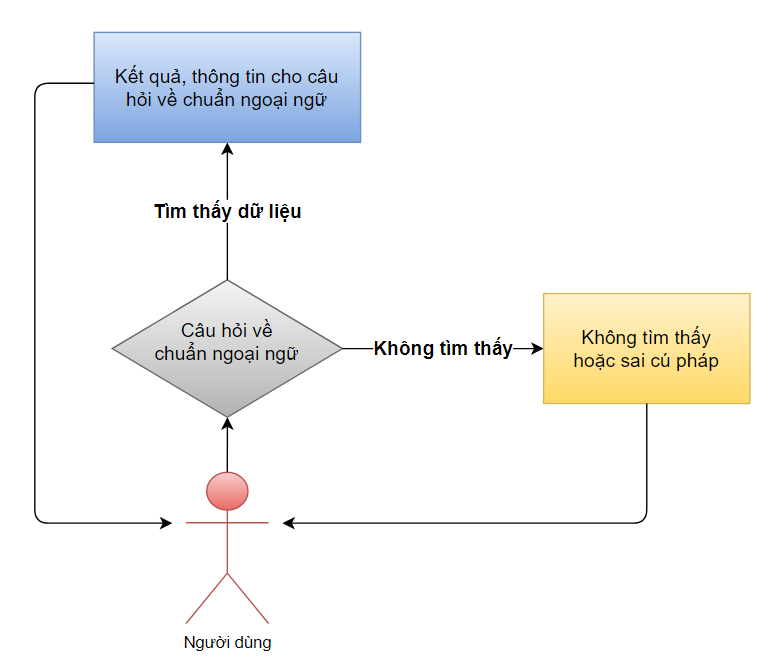 Kết quả, thông tin cho câu
hỏi về chuẩn ngoại ngữ
Tìm thấy dữ liệu
Câu hỏi về
chuẩn ngoại ngữ
Không tìm thấy
Không tìm thấy
hoặc sai cú pháp
Người dùng